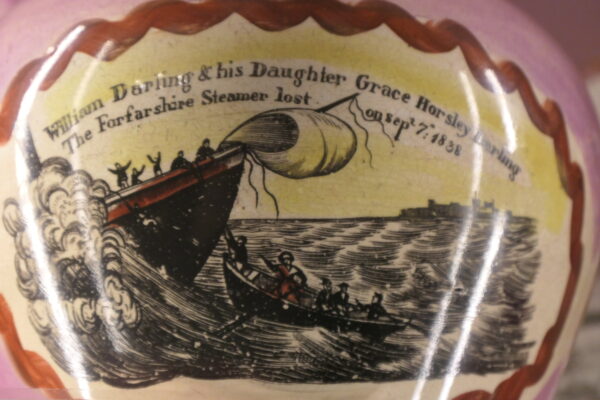 William Darling & his Daughter Grace Horsley Darling
The Forfarshire Steamer lost on sept 7: 1838